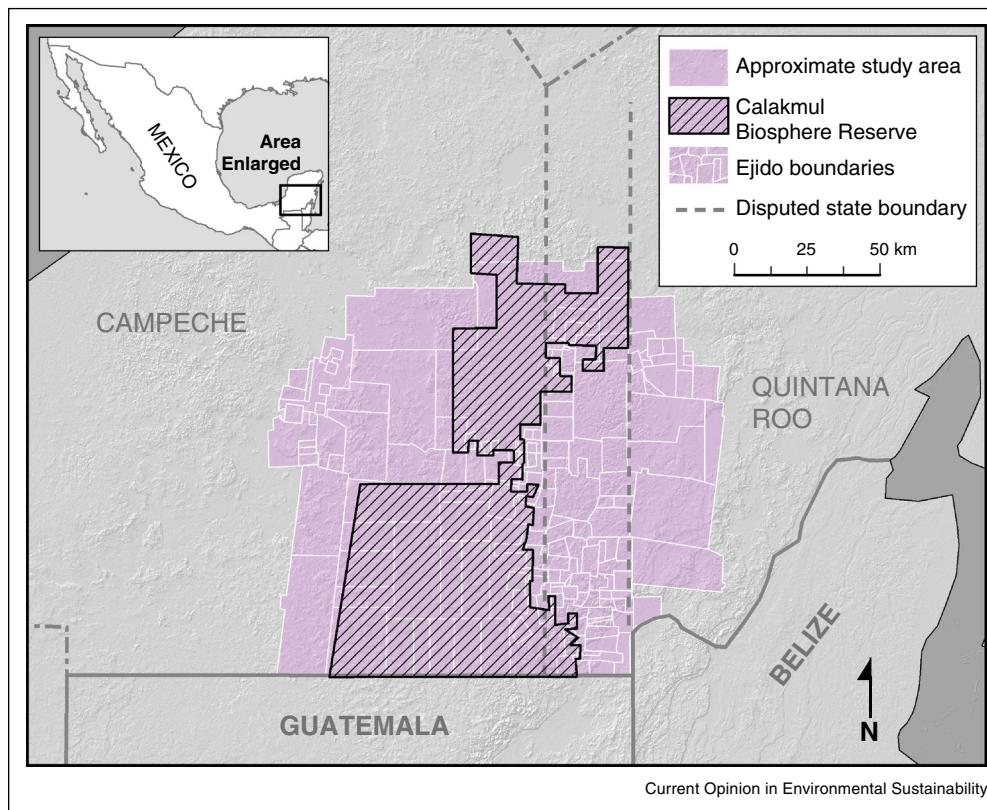 MEXICO
Area
Enlarged
Approximate study area
Calakmul
Biosphere Reserve
Ejido boundaries
Disputed state boundary
0 25 50 km
CAMPECHE
QUINTANA
ROO
BELIZE
GUATEMALA
N
Current Opinion in Environmental Sustainability